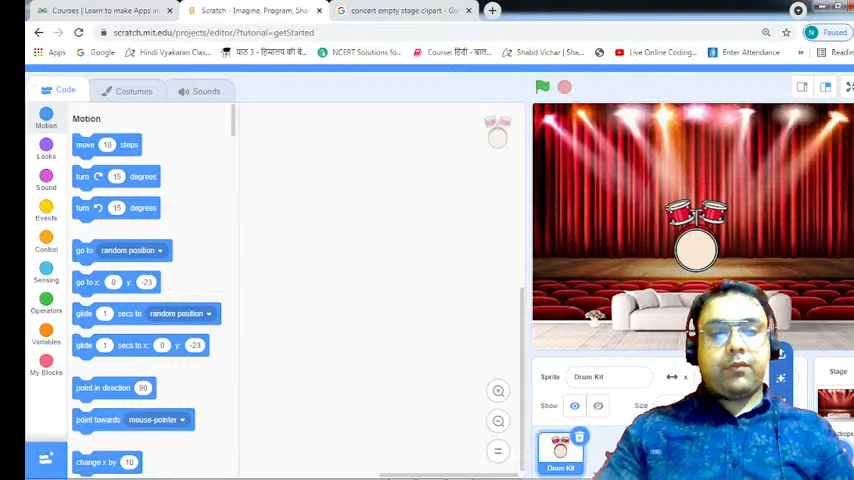 Courses | Learn to make Apps in
Scratch - Imagine, Program, Sha
concert empty stage clipart - Go
scratch.mit.edu/projects/editor/?tutorial=getStarted
N Paused
Apps
Google
Hindi Vyakaran Clas
पाठ 3 - हिमालय की बे
NCERT Solutions for
Course: हिंदी - बाल
Shabd Vichar | Sha
Live Online Coding
Enter Attendance
»
Readin
Code
Costumes
Sounds
Motion
Looks
Sound
Events
Control
Sensing
Operators
Variables
My Blocks
Motion
move 10 steps
turn 15 degrees
turn 15 degrees
go to random position
go to x: 0 y: -23
glide 1 secs to random position
glide 1 secs to x: 0 y: -23
point in direction 90
point towards mouse-pointer
change x by 10
Sprite Drum Kit x
Show Size
Drum Kit
Stage
drops